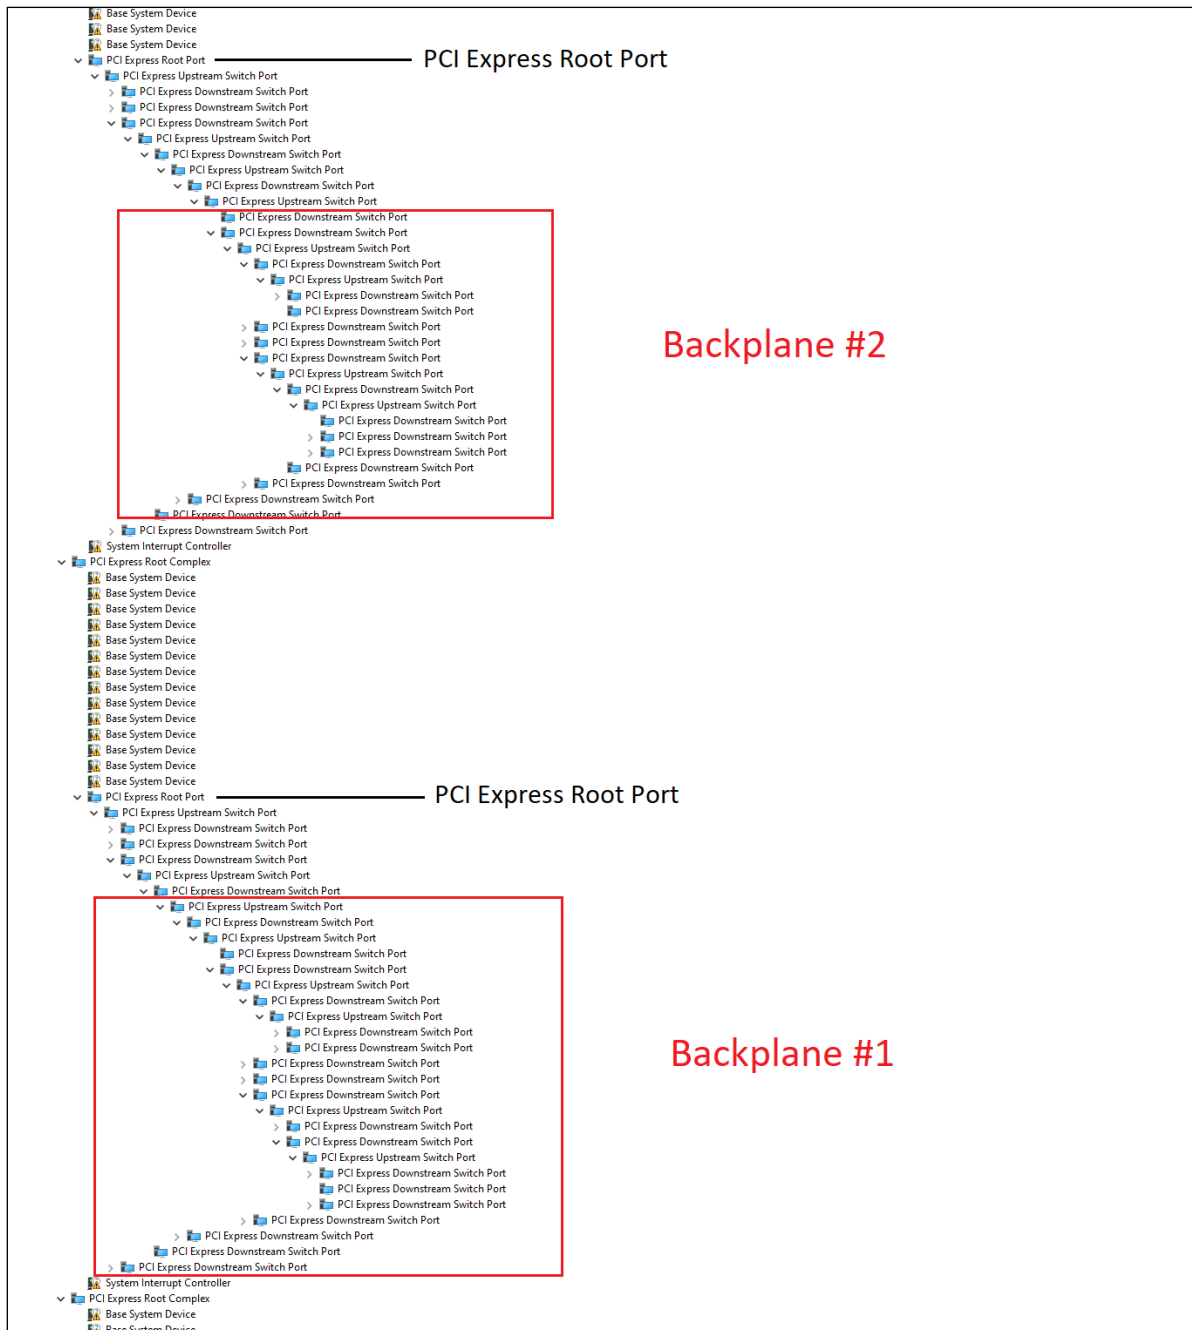 Base System Device
Base System Device
Base System Device
PCI Express Root Port PCI Express Root Port
PCI Express Upstream Switch Port
PCI Express Downstream Switch Port
PCI Express Downstream Switch Port
PCI Express Downstream Switch Port
PCI Express Upstream Switch Port
PCI Express Downstream Switch Port
PCI Express Upstream Switch Port
PCI Express Downstream Switch Port
PCI Express Upstream Switch Port
PCI Express Downstream Switch Port
PCI Express Downstream Switch Port
PCI Express Upstream Switch Port
PCI Express Downstream Switch Port
PCI Express Upstream Switch Port
PCI Express Downstream Switch Port
PCI Express Downstream Switch Port
PCI Express Downstream Switch Port
PCI Express Downstream Switch Port
Backplane #2
PCI Express Downstream Switch Port
PCI Express Upstream Switch Port
PCI Express Downstream Switch Port
PCI Express Upstream Switch Port
PCI Express Downstream Switch Port
PCI Express Downstream Switch Port
PCI Express Downstream Switch Port
PCI Express Downstream Switch Port
PCI Express Downstream Switch Port
PCI Express Downstream Switch Port
PCI Express Downstream Switch Port
PCI Express Downstream Switch Port
System Interrupt Controller
PCI Express Root Complex
Base System Device
Base System Device
Base System Device
Base System Device
Base System Device
Base System Device
Base System Device
Base System Device
Base System Device
Base System Device
Base System Device
Base System Device
Base System Device
Base System Device
PCI Express Root Port PCI Express Root Port
PCI Express Upstream Switch Port
PCI Express Downstream Switch Port
PCI Express Downstream Switch Port
PCI Express Downstream Switch Port
PCI Express Upstream Switch Port
PCI Express Downstream Switch Port
PCI Express Upstream Switch Port
PCI Express Downstream Switch Port
PCI Express Upstream Switch Port
PCI Express Downstream Switch Port
PCI Express Downstream Switch Port
PCI Express Upstream Switch Port
PCI Express Downstream Switch Port
PCI Express Upstream Switch Port
PCI Express Downstream Switch Port
PCI Express Downstream Switch Port
Backplane #1
PCI Express Downstream Switch Port
PCI Express Downstream Switch Port
PCI Express Downstream Switch Port
PCI Express Upstream Switch Port
PCI Express Downstream Switch Port
PCI Express Downstream Switch Port
PCI Express Upstream Switch Port
PCI Express Downstream Switch Port
PCI Express Downstream Switch Port
PCI Express Downstream Switch Port
PCI Express Downstream Switch Port
PCI Express Downstream Switch Port
PCI Express Downstream Switch Port
PCI Express Downstream Switch Port
System Interrupt Controller
PCI Express Root Complex
Base System Device
Base System Device